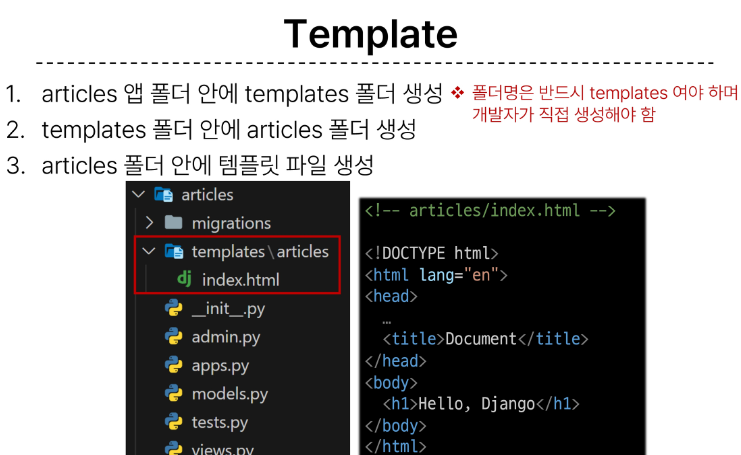 Template
1. articles 앱 폴더 안에 templates 폴더 생성
❖ 폴더명은 반드시 templates 여야 하며
개발자가 직접 생성해야 함
2. templates 폴더 안에 articles 폴더 생성
3. articles 폴더 안에 템플릿 파일 생성
articles
migrations
templates\articles
dj index.html
__init__.py
admin.py
apps.py
models.py
tests.py
views.py
<!-- articles/index.html -->
<!DOCTYPE html>
<html lang="en">
<head>
…
<title>Document</title>
</head>
<body>
<h1>Hello, Django</h1>
</body>
</html>